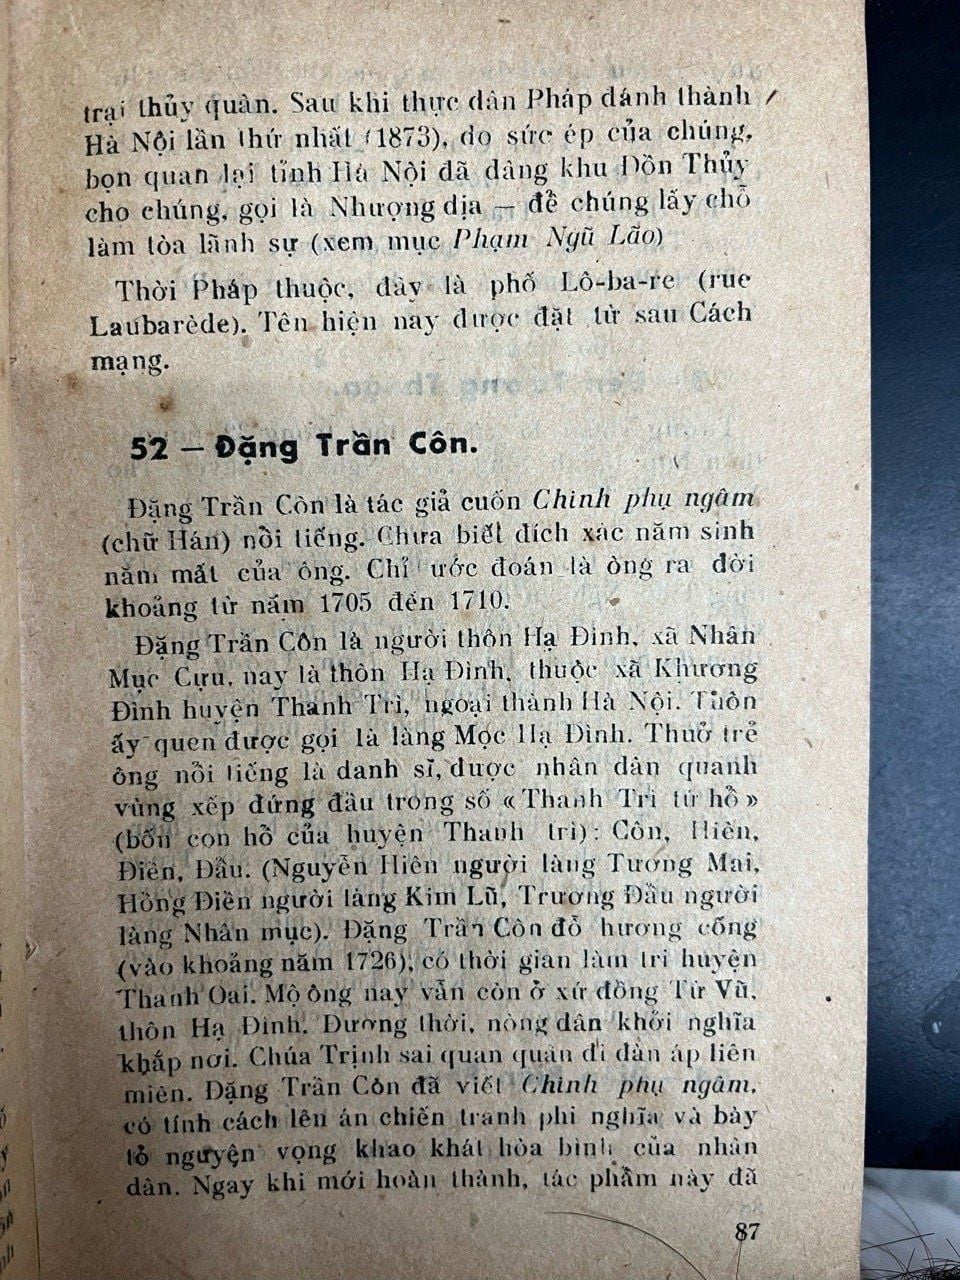 trại thủy quân. Sau khi thực dân Pháp đánh thành
Hà Nội lần thứ nhất (1873), do sức ép của chúng,
bọn quan lại tỉnh Hà Nội đã dâng khu Đồn Thủy
cho chúng, gọi là Nhượng địa — để chúng lấy chỗ
làm tòa lãnh sự (xem mục Phạm Ngũ Lão)
Thời Pháp thuộc, đây là phố Lô-ba-re (rue
Laubarède). Tên hiện nay được đặt từ sau Cách
mạng.
52 — Đặng Trần Côn.
Đặng Trần Côn là tác giả cuốn Chinh phụ ngâm
(chữ Hán) nổi tiếng. Chưa biết đích xác năm sinh
năm mất của ông. Chỉ ước đoán là ông ra đời
khoảng từ năm 1705 đến 1710.
Đặng Trần Côn là người thôn Hạ Đình, xã Nhân
Mục Cựu, nay là thôn Hạ Đình, thuộc xã Khương
Đình huyện Thanh Trì, ngoại thành Hà Nội. Thôn
ấy quen được gọi là làng Mọc Hạ Đình. Thuở trẻ
ông nổi tiếng là danh sĩ, được nhân dân quanh
vùng xếp đứng đầu trong số « Thanh Trì tứ hổ »
(bốn con hổ của huyện Thanh trì): Côn, Hiên,
Điền, Đẩu. (Nguyễn Hiên người làng Tương Mai,
Hồng Điền người làng Kim Lũ, Trương Đẩu người
làng Nhân mục). Đặng Trần Côn đỗ hương cống
(vào khoảng năm 1726), có thời gian làm tri huyện
Thanh Oai. Mộ ông nay vẫn còn ở xứ đồng Từ Vũ,
thôn Hạ Đình. Đương thời, nông dân khởi nghĩa
khắp nơi. Chúa Trịnh sai quan quân đi đàn áp liên
miên. Đặng Trần Côn đã viết Chinh phụ ngâm,
có tính cách lên án chiến tranh phi nghĩa và bày
tỏ nguyện vọng khao khát hòa bình của nhân
dân. Ngay khi mới hoàn thành, tác phẩm này đã
87